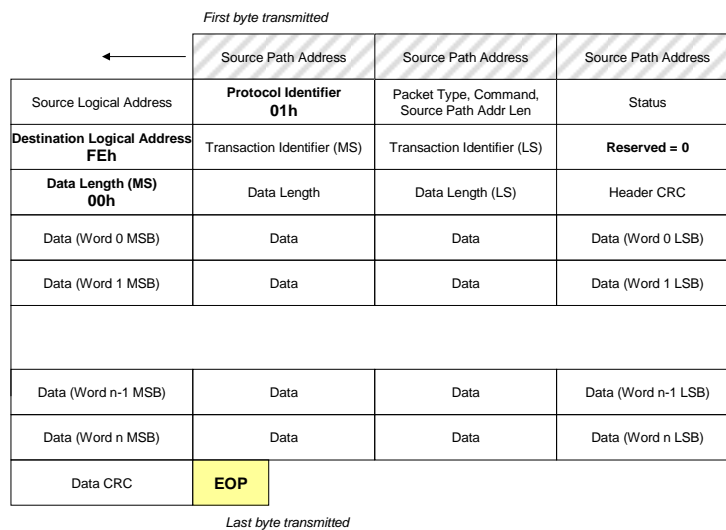 First byte transmitted
Source Path Address Source Path Address Source Path Address
Source Logical Address Protocol Identifier 01h Packet Type, Command, Source Path Addr Len Status
Destination Logical Address FEh Transaction Identifier (MS) Transaction Identifier (LS) Reserved = 0
Data Length (MS) 00h Data Length Data Length (LS) Header CRC
Data (Word 0 MSB) Data Data Data (Word 0 LSB)
Data (Word 1 MSB) Data Data Data (Word 1 LSB)
Data (Word n-1 MSB) Data Data Data (Word n-1 LSB)
Data (Word n MSB) Data Data Data (Word n LSB)
Data CRC EOP
Last byte transmitted